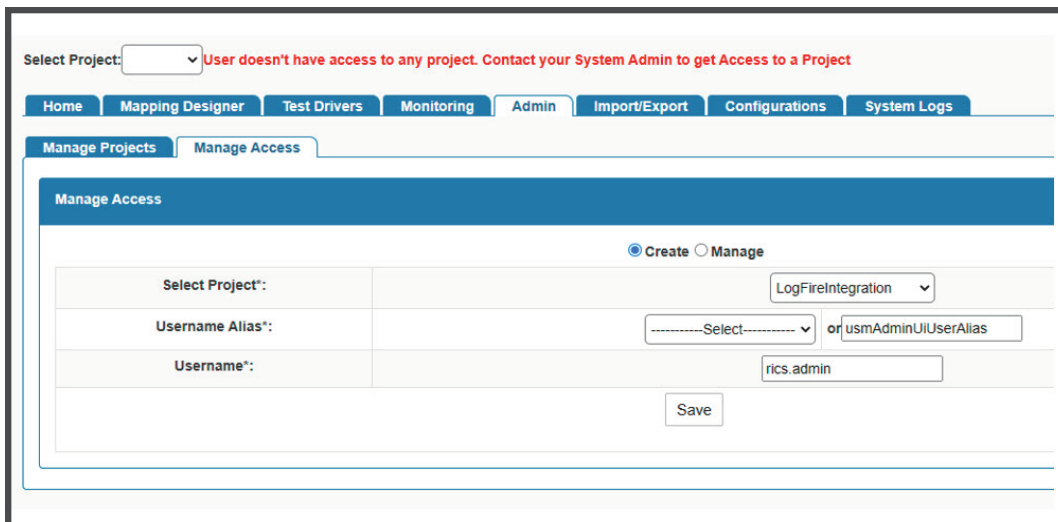 Select Project: User doesn't have access to any project. Contact your System Admin to get Access to a Project
Home Mapping Designer Test Drivers Monitoring Admin Import/Export Configurations System Logs
Manage Projects Manage Access
Manage Access
Create Manage
Select Project*: LogFireIntegration
Username Alias*: -----------Select----------- or usmAdminUiUserAlias
Username*: rics.admin
Save